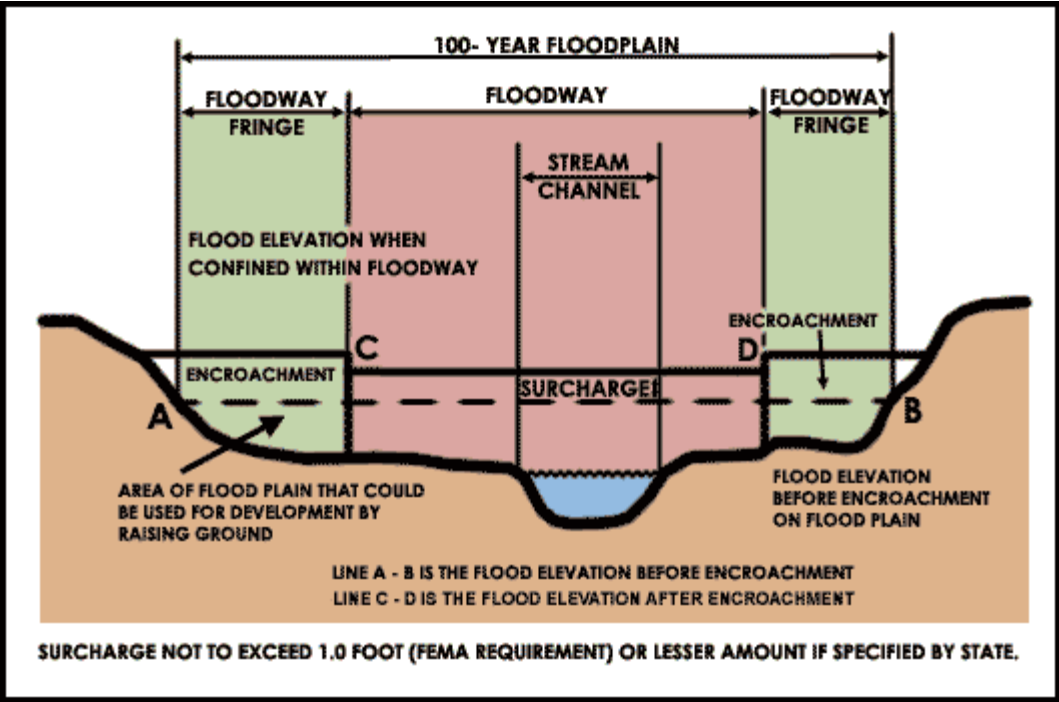 100- YEAR FLOODPLAIN
FLOODWAY
FRINGE
FLOODWAY
FLOODWAY
FRINGE
STREAM
CHANNEL
FLOOD ELEVATION WHEN
CONFINED WITHIN FLOODWAY
ENCROACHMENT
C
D
ENCROACHMENT
SURCHARGE
A
B
AREA OF FLOOD PLAIN THAT COULD
BE USED FOR DEVELOPMENT BY
RAISING GROUND
FLOOD ELEVATION
BEFORE ENCROACHMENT
ON FLOOD PLAIN
LINE A - B IS THE FLOOD ELEVATION BEFORE ENCROACHMENT
LINE C - D IS THE FLOOD ELEVATION AFTER ENCROACHMENT
SURCHARGE NOT TO EXCEED 1.0 FOOT (FEMA REQUIREMENT) OR LESSER AMOUNT IF SPECIFIED BY STATE.